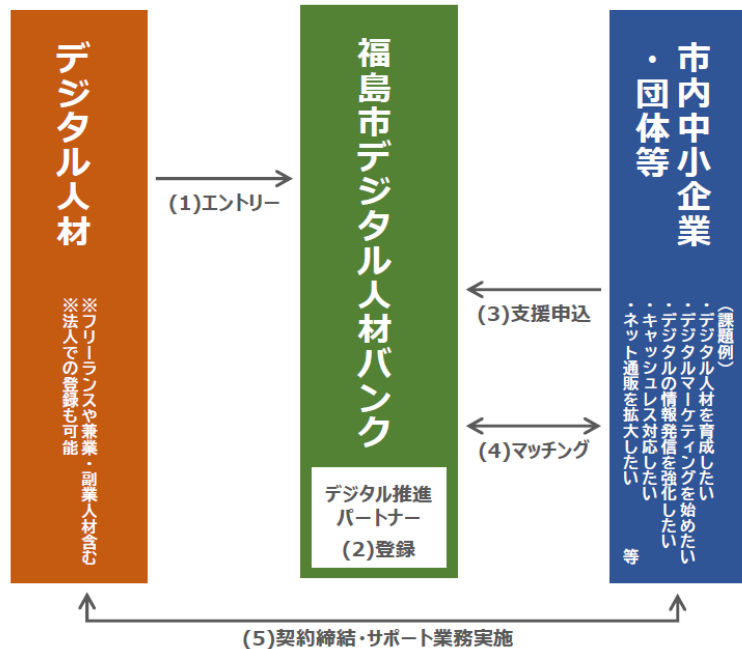 デジタル人材
※フリーランスや兼業・副業人材含む
※法人での登録も可能
(1)エントリー
福島市デジタル人材バンク
デジタル推進
パートナー
(2)登録
(3)支援申込
(4)マッチング
市内中小企業
・団体等
(課題例)
・デジタル人材を育成したい
・デジタルマーケティングを始めたい
・デジタルの情報発信を強化したい
・キャッシュレス対応したい
・ネット通販を拡大したい 等
(5)契約締結・サポート業務実施